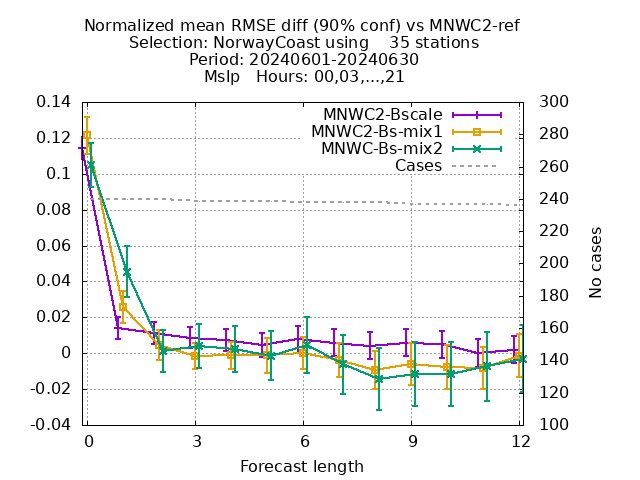 Normalized mean RMSE diff (90% conf) vs MNWC2-ref
Selection: NorwayCoast using    35 stations
Period: 20240601-20240630
Mslp   Hours: 00,03,...,21
MNWC2-Bscale
MNWC2-Bs-mix1
MNWC-Bs-mix2
Cases
0.14
0.12
0.1
0.08
0.06
0.04
0.02
0
-0.02
-0.04
300
280
260
240
220
200
180
160
140
120
100
No cases
0 3 6 9 12
Forecast length